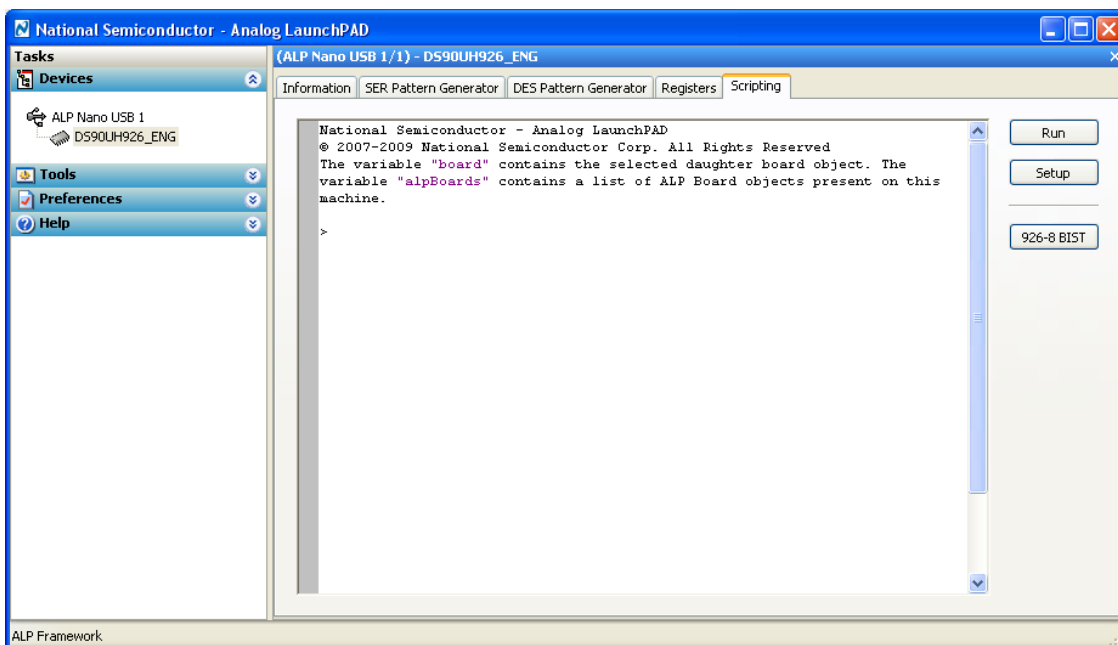 National Semiconductor - Analog LaunchPAD
Tasks
Devices
ALP Nano USB 1
DS90UH926_ENG
Tools
Preferences
Help
(ALP Nano USB 1/1) - DS90UH926_ENG
Information
SER Pattern Generator
DES Pattern Generator
Registers
Scripting
National Semiconductor - Analog LaunchPAD
© 2007-2009 National Semiconductor Corp. All Rights Reserved
The variable "board" contains the selected daughter board object. The
variable "alpBoards" contains a list of ALP Board objects present on this
machine.
>
Run
Setup
926-8 BIST
ALP Framework